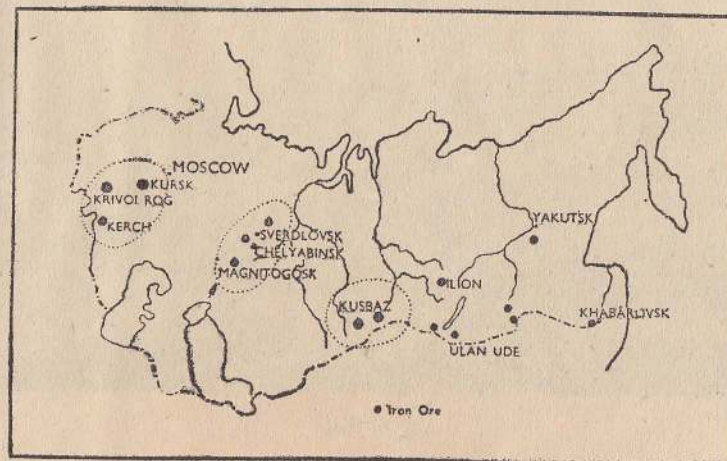 MOSCOW
KURSK
KRIVOI ROG
KERCH
SVERDLOVSK
CHELYABINSK
MAGNITOGOSK
KUSBAZ
ILION
YAKUTSK
ULAN UDE
KHABARLIVSK
Iron Ore